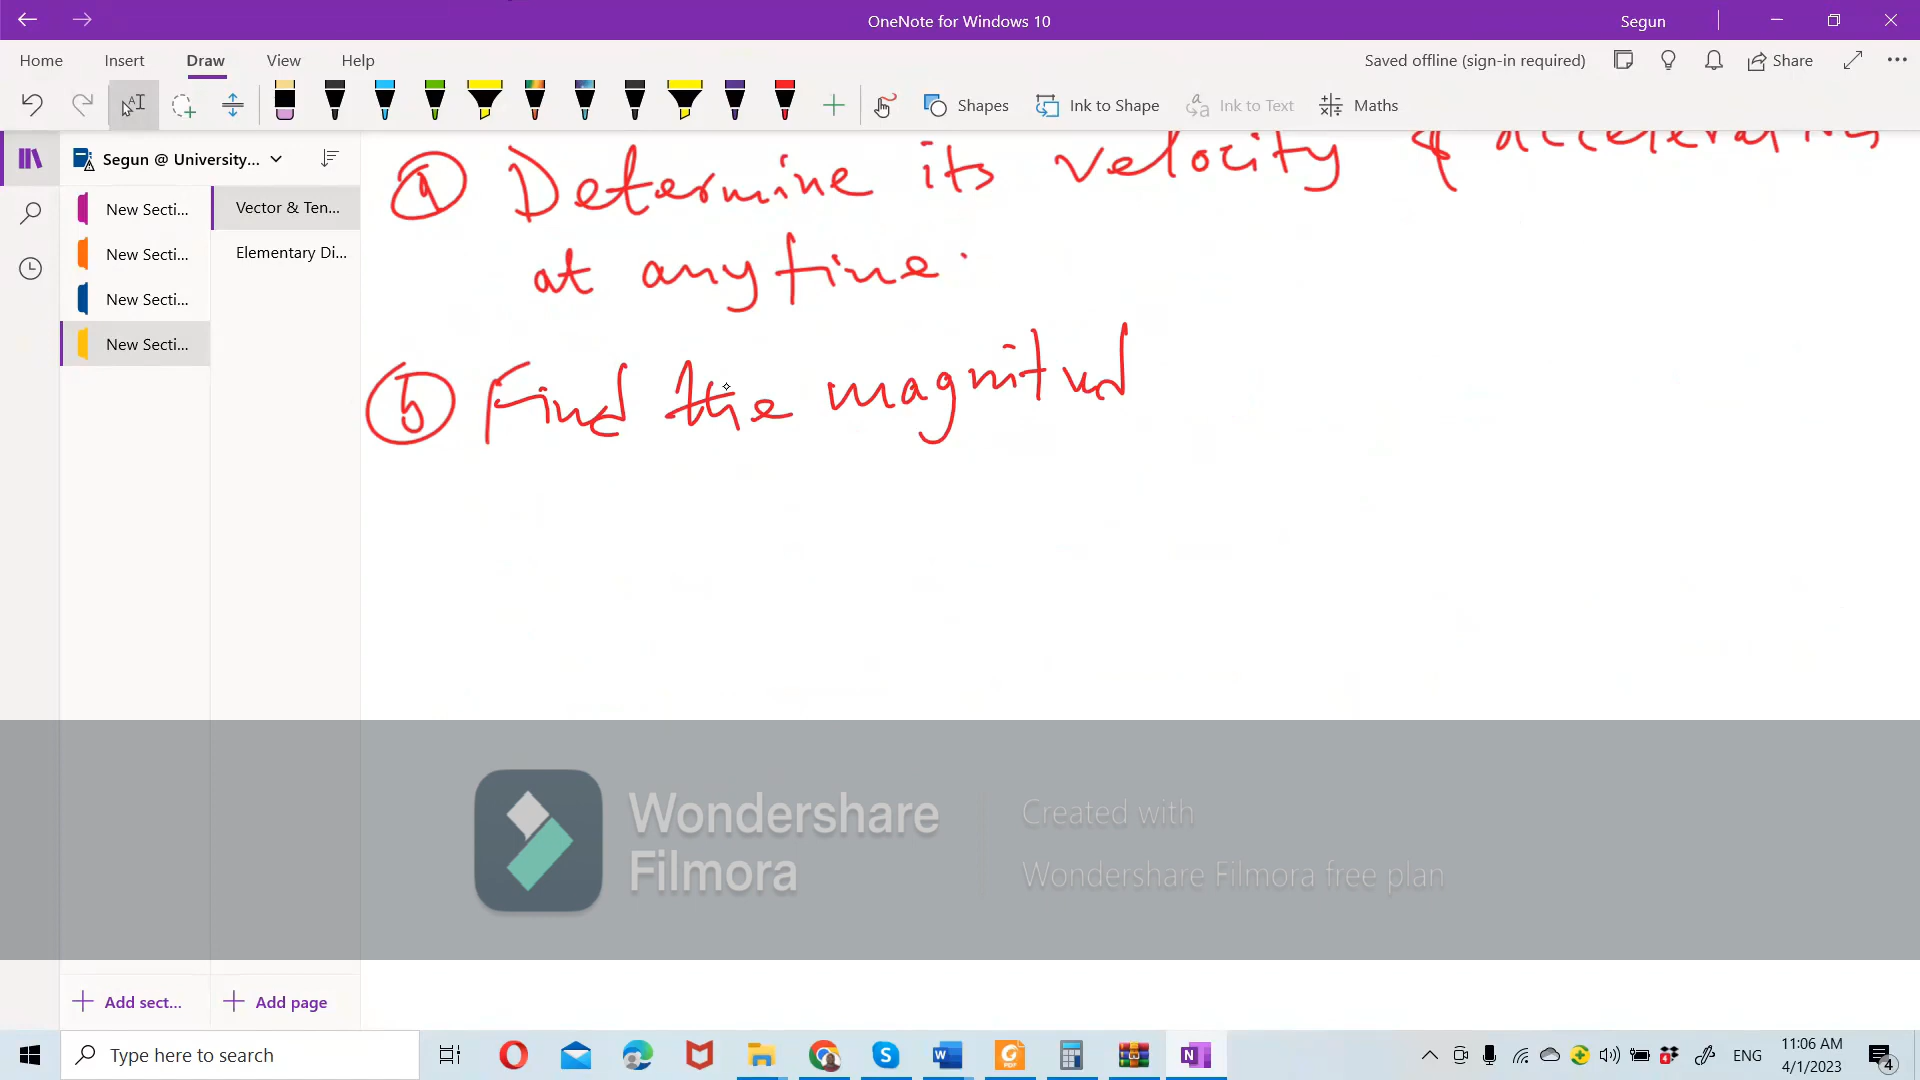 OneNote for Windows 10
Segun
Home Insert Draw View Help
Saved offline (sign-in required)
Share
Shapes
Ink to Shape
Ink to Text
Maths
Segun @ University...
New Secti...
New Secti...
New Secti...
New Secti...
Vector & Ten...
Elementary Di...
a Determine its velocity & acceleration
at anytime.
b Find the magnitud
Wondershare
Filmora
Created with
Wondershare Filmora free plan
Add sect...
Add page
Type here to search
ENG
11:06 AM
4/1/2023
4